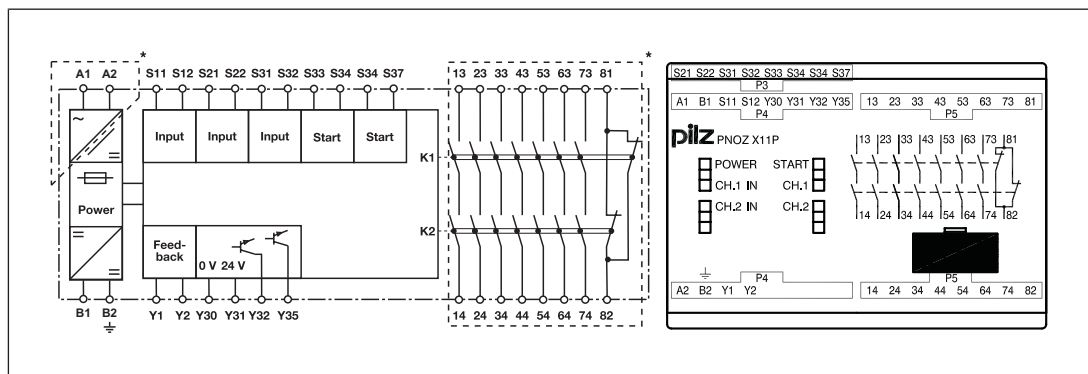 * *
A1 A2 S11 S12 S21 S22 S31 S32 S33 S34 S34 S37 13 23 33 43 53 63 73 81
~
=
Input Input Input Start Start
K1
Power
K2
=
=
Feed-
back
0 V 24 V
B1 B2 Y1 Y2 Y30 Y31 Y32 Y35 14 24 34 44 54 64 74 82
S21 S22 S31 S32 S33 S34 S34 S37
P3
A1 B1 S11 S12 Y30 Y31 Y32 Y35 13 23 33 43 53 63 73 81
P4 P5
pilz PNOZ X11P
13 23 33 43 53 63 73 81
POWER START
CH.1 IN CH.1
CH.2 IN CH.2
14 24 34 44 54 64 74 82
P4 P5
A2 B2 Y1 Y2 14 24 34 44 54 64 74 82